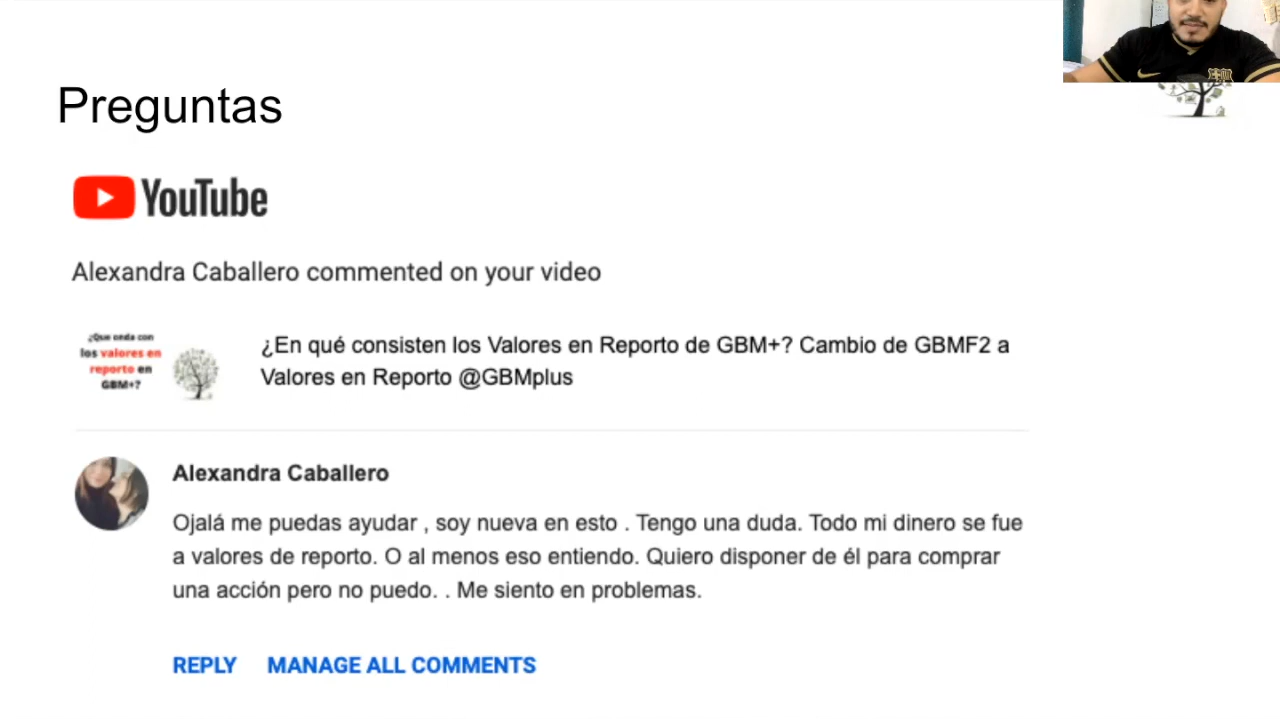 Preguntas
YouTube
Alexandra Caballero commented on your video
¿Que onda con
los valores en
reporto en
GBM+?
¿En qué consisten los Valores en Reporto de GBM+? Cambio de GBMF2 a
Valores en Reporto @GBMplus
Alexandra Caballero
Ojalá me puedas ayudar , soy nueva en esto . Tengo una duda. Todo mi dinero se fue
a valores de reporto. O al menos eso entiendo. Quiero disponer de él para comprar
una acción pero no puedo. . Me siento en problemas.
REPLY MANAGE ALL COMMENTS